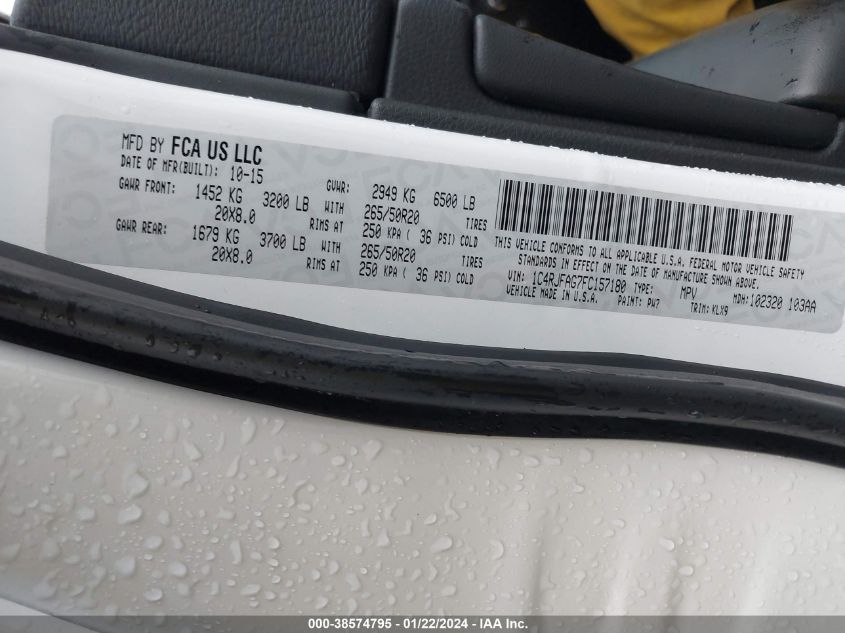 MFD BY FCA US LLC
DATE OF MFR(BUILT): 10-15 GVWR: 2949 KG 6500 LB
GAWR FRONT: 1452 KG 3200 LB WITH 265/50R20 TIRES
20X8.0 RIMS AT 250 KPA ( 36 PSI) COLD
GAWR REAR: 1679 KG 3700 LB WITH 265/50R20 TIRES
20X8.0 RIMS AT 250 KPA ( 36 PSI) COLD
THIS VEHICLE CONFORMS TO ALL APPLICABLE U.S.A. FEDERAL MOTOR VEHICLE SAFETY
STANDARDS IN EFFECT ON THE DATE OF MANUFACTURE SHOWN ABOVE.
VIN: 1C4RJFAG7FC157180 TYPE: MPV MDH:102320 103AA
VEHICLE MADE IN U.S.A. PAINT: PW7 TRIM: KLX9
000-38574795 - 01/22/2024 - IAA Inc.